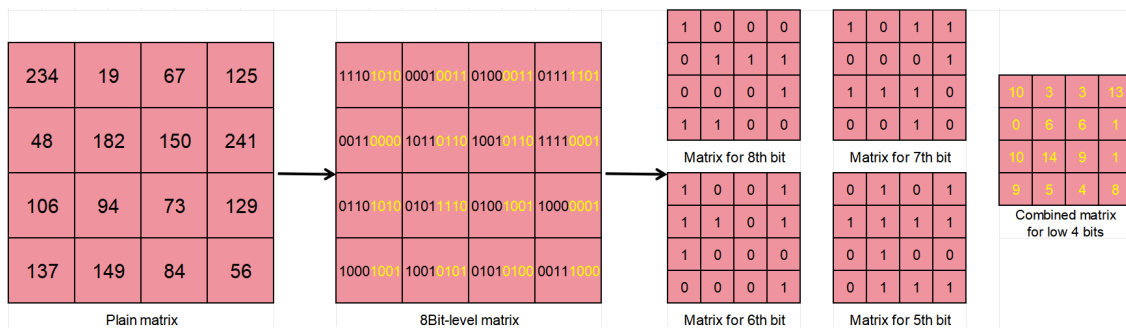 234 19 67 125
48 182 150 241
106 94 73 129
137 149 84 56
Plain matrix
11101010 00010011 01000011 01111101
00110000 10110110 10010110 11110001
01101010 01011110 01001001 10000001
10001001 10010101 01010100 00111000
8Bit-level matrix
1 0 0 0
0 1 1 1
0 0 0 1
1 1 0 0
Matrix for 8th bit
1 0 1 1
0 0 0 1
1 1 1 0
0 0 1 0
Matrix for 7th bit
1 0 0 1
1 1 0 1
1 0 0 0
0 0 0 1
Matrix for 6th bit
0 1 0 1
1 1 1 1
0 1 0 0
0 1 1 1
Matrix for 5th bit
10 3 3 13
0 6 6 1
10 14 9 1
9 5 4 8
Combined matrix
for low 4 bits